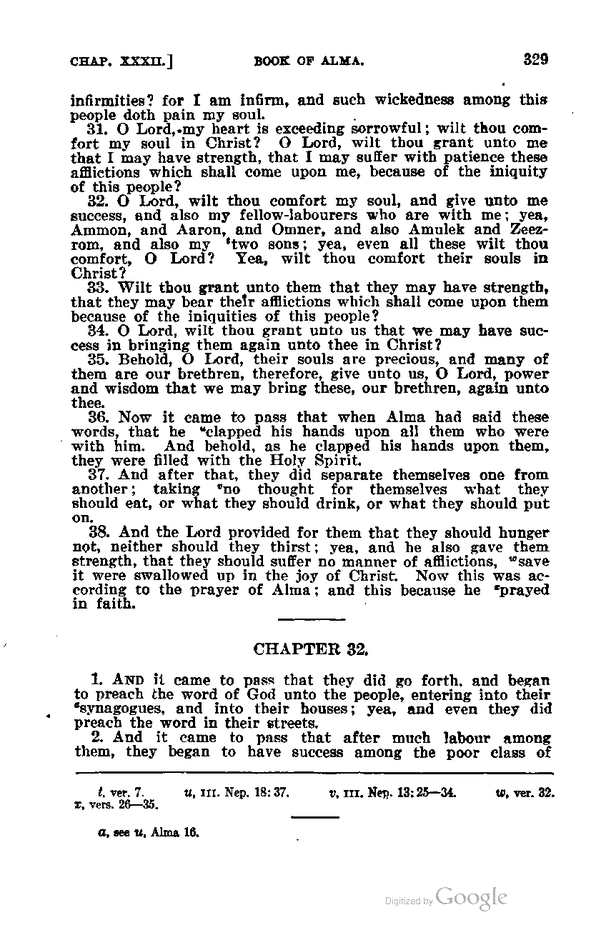 CHAP. XXXII.] BOOK OF ALMA. 329
infirmities? for I am infirm, and such wickedness among this
people doth pain my soul.
31. O Lord, my heart is exceeding sorrowful; wilt thou com-
fort my soul in Christ? O Lord, wilt thou grant unto me
that I may have strength, that I may suffer with patience these
afflictions which shall come upon me, because of the iniquity
of this people?
32. O Lord, wilt thou comfort my soul, and give unto me
success, and also my fellow-labourers who are with me; yea,
Ammon, and Aaron, and Omner, and also Amulek and Zeez-
rom, and also my ᵗtwo sons; yea, even all these wilt thou
comfort, O Lord? Yea, wilt thou comfort their souls in
Christ?
33. Wilt thou grant unto them that they may have strength,
that they may bear their afflictions which shall come upon them
because of the iniquities of this people?
34. O Lord, wilt thou grant unto us that we may have suc-
cess in bringing them again unto thee in Christ?
35. Behold, O Lord, their souls are precious, and many of
them are our brethren, therefore, give unto us, O Lord, power
and wisdom that we may bring these, our brethren, again unto
thee.
36. Now it came to pass that when Alma had said these
words, that he ᵘclapped his hands upon all them who were
with him. And behold, as he clapped his hands upon them,
they were filled with the Holy Spirit.
37. And after that, they did separate themselves one from
another; taking ᵛno thought for themselves what they
should eat, or what they should drink, or what they should put
on.
38. And the Lord provided for them that they should hunger
not, neither should they thirst; yea, and he also gave them
strength, that they should suffer no manner of afflictions, ʷsave
it were swallowed up in the joy of Christ. Now this was ac-
cording to the prayer of Alma; and this because he ˣprayed
in faith.
CHAPTER 32.
1. AND it came to pass that they did go forth, and began
to preach the word of God unto the people, entering into their
ᵃsynagogues, and into their houses; yea, and even they did
preach the word in their streets.
2. And it came to pass that after much labour among
them, they began to have success among the poor class of
t, ver. 7. u, III. Nep. 18:37. v, III. Nep. 13:25—34. w, ver. 32.
x, vers. 26—35.
a, see u, Alma 16.
Digitized by Google